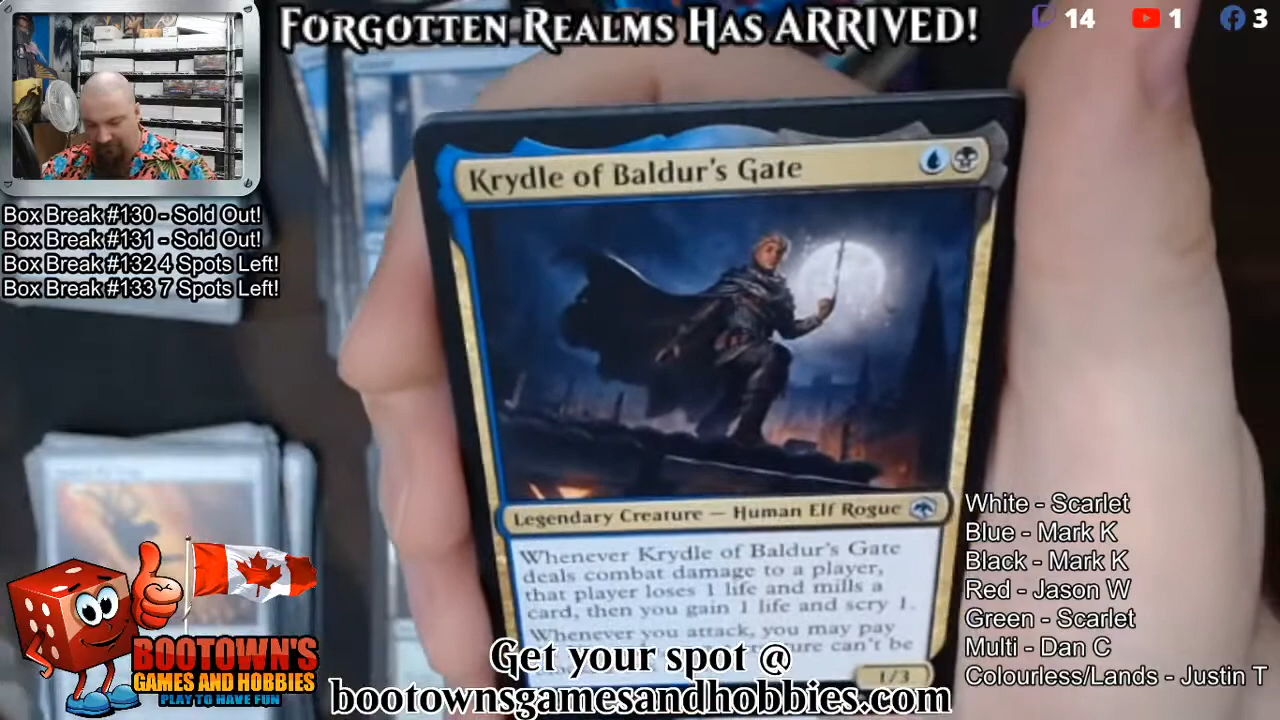 FORGOTTEN REALMS HAS ARRIVED!
14
1
3
Box Break #130 - Sold Out!
Box Break #131 - Sold Out!
Box Break #132 4 Spots Left!
Box Break #133 7 Spots Left!
Krydle of Baldur's Gate
Legendary Creature — Human Elf Rogue
Whenever Krydle of Baldur's Gate
deals combat damage to a player,
that player loses 1 life and mills a
card, then you gain 1 life and scry 1.
Whenever you attack, you may pay
can't be
1/3
White - Scarlet
Blue - Mark K
Black - Mark K
Red - Jason W
Green - Scarlet
Multi - Dan C
Colourless/Lands - Justin T
BOOTOWN'S
GAMES AND HOBBIES
PLAY TO HAVE FUN
Get your spot @
bootownsgamesandhobbies.com